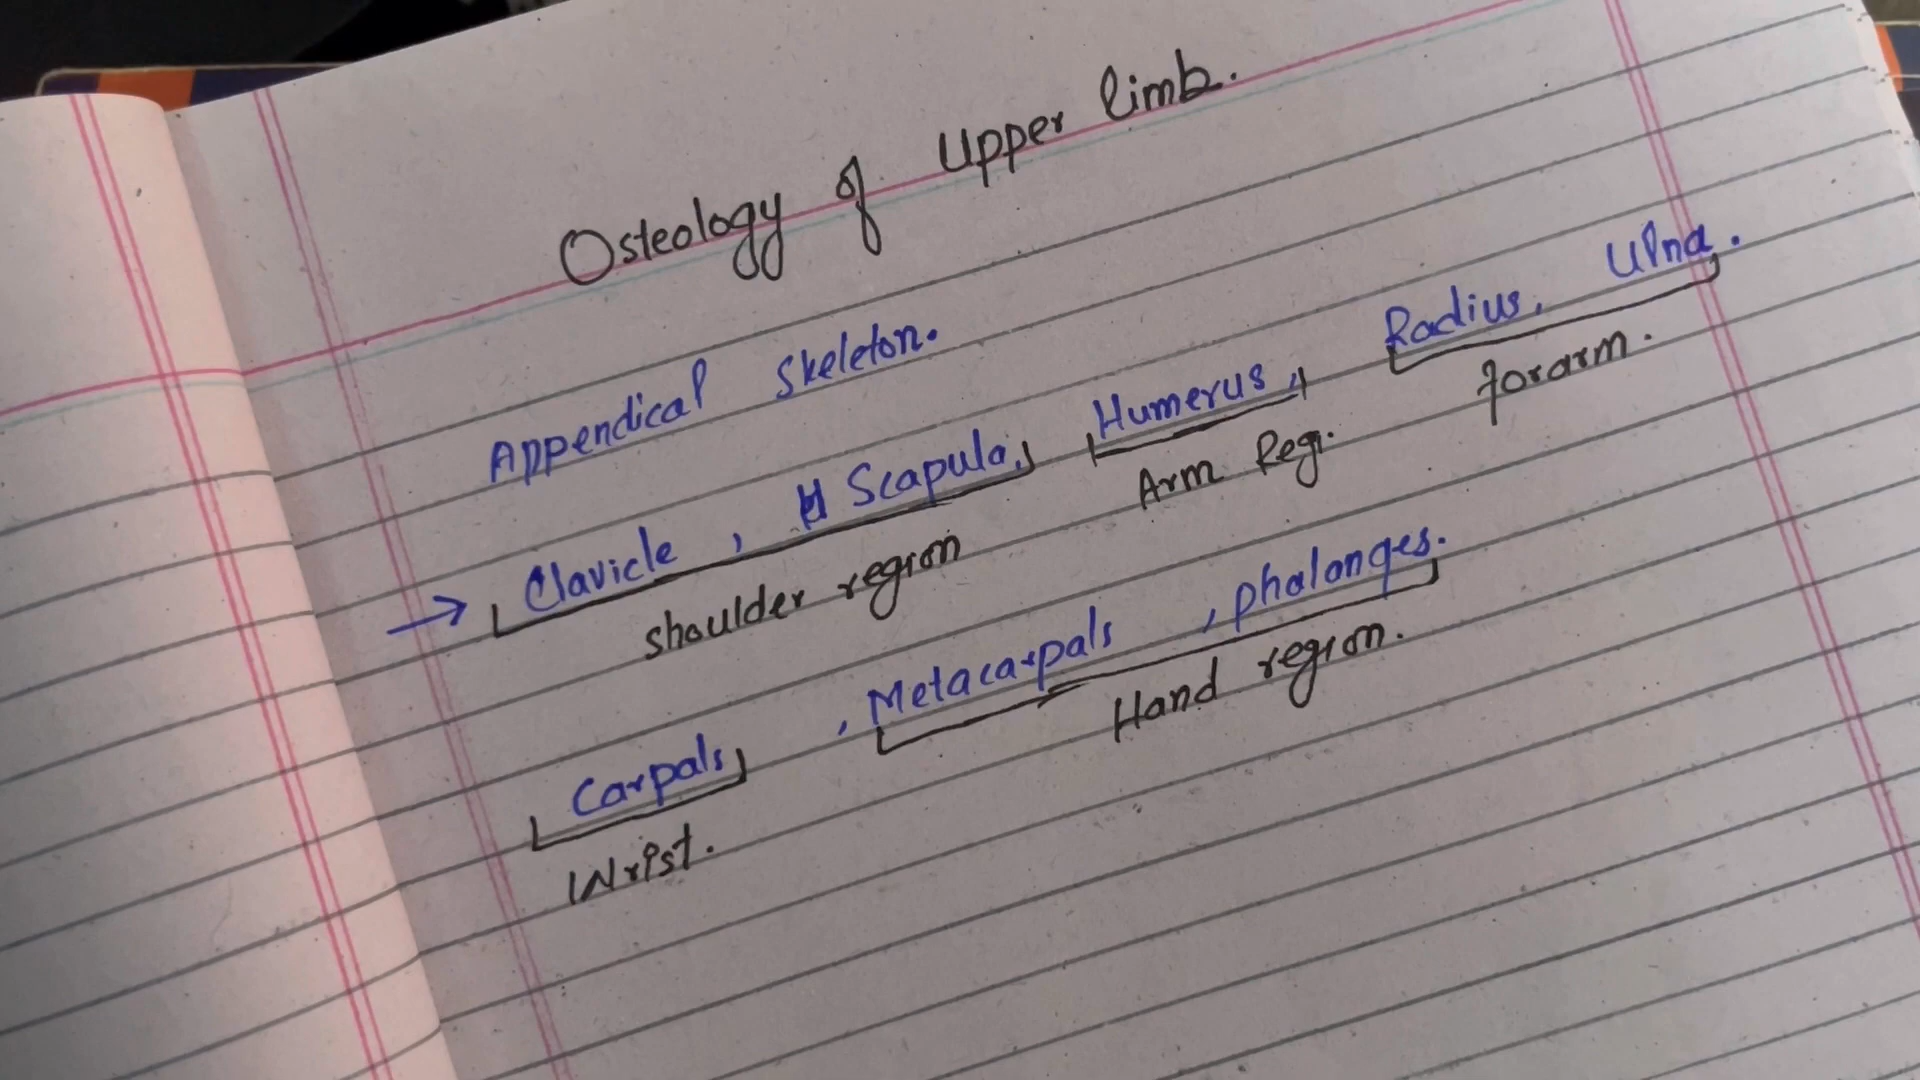 Osteology of Upper limb.
Appendical Skeleton.
→ Clavicle, Scapula, Humerus, Radius, Ulna.
shoulder region Arm Reg. forarm.
Carpals, Metacarpals, phalanges.
Wrist. Hand region.